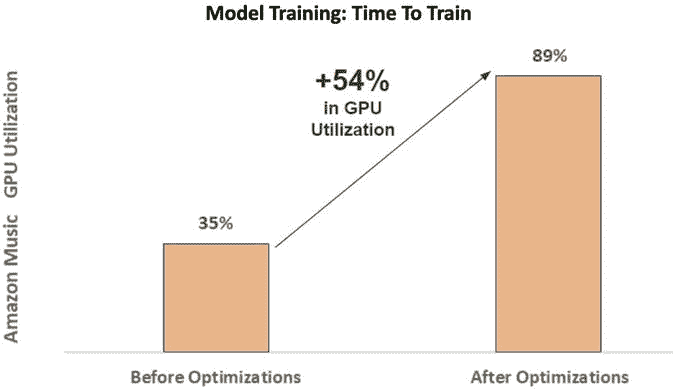 Model Training: Time To Train
Amazon Music GPU Utilization
+54%
in GPU
Utilization
35%
89%
Before Optimizations
After Optimizations